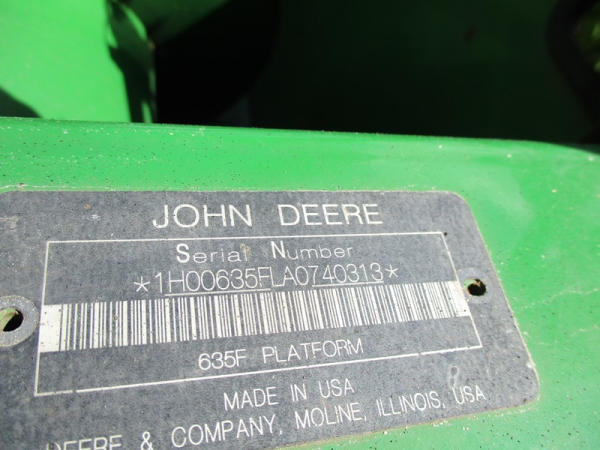 JOHN DEERE
Serial Number
*1H00635FLA0740313*
635F PLATFORM
MADE IN USA
DEERE & COMPANY, MOLINE, ILLINOIS, USA